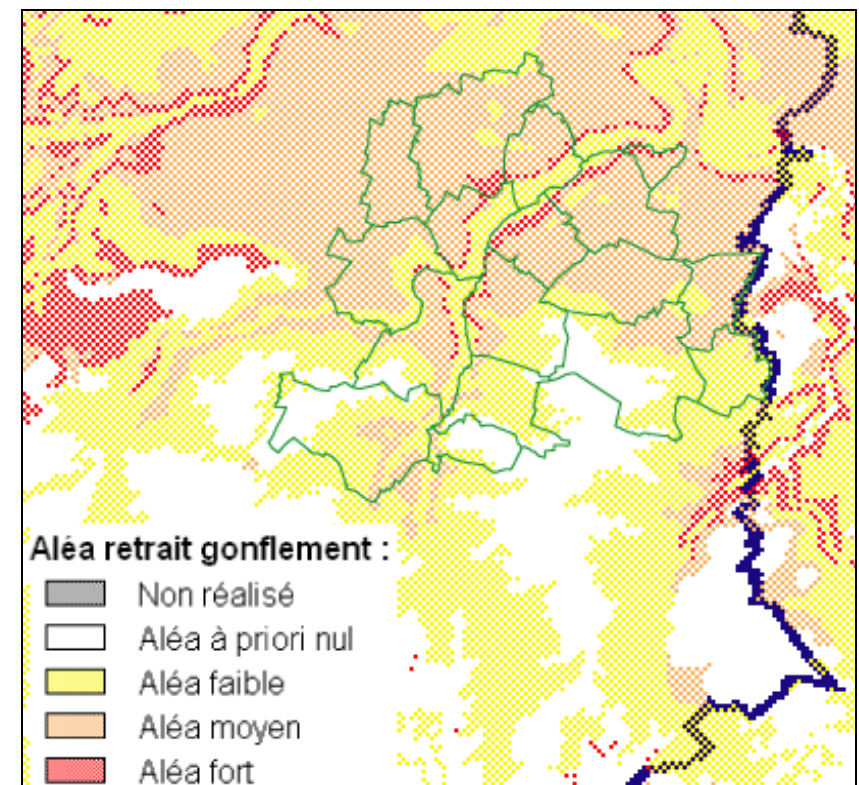 Aléa retrait gonflement :
Non réalisé
Aléa à priori nul
Aléa faible
Aléa moyen
Aléa fort